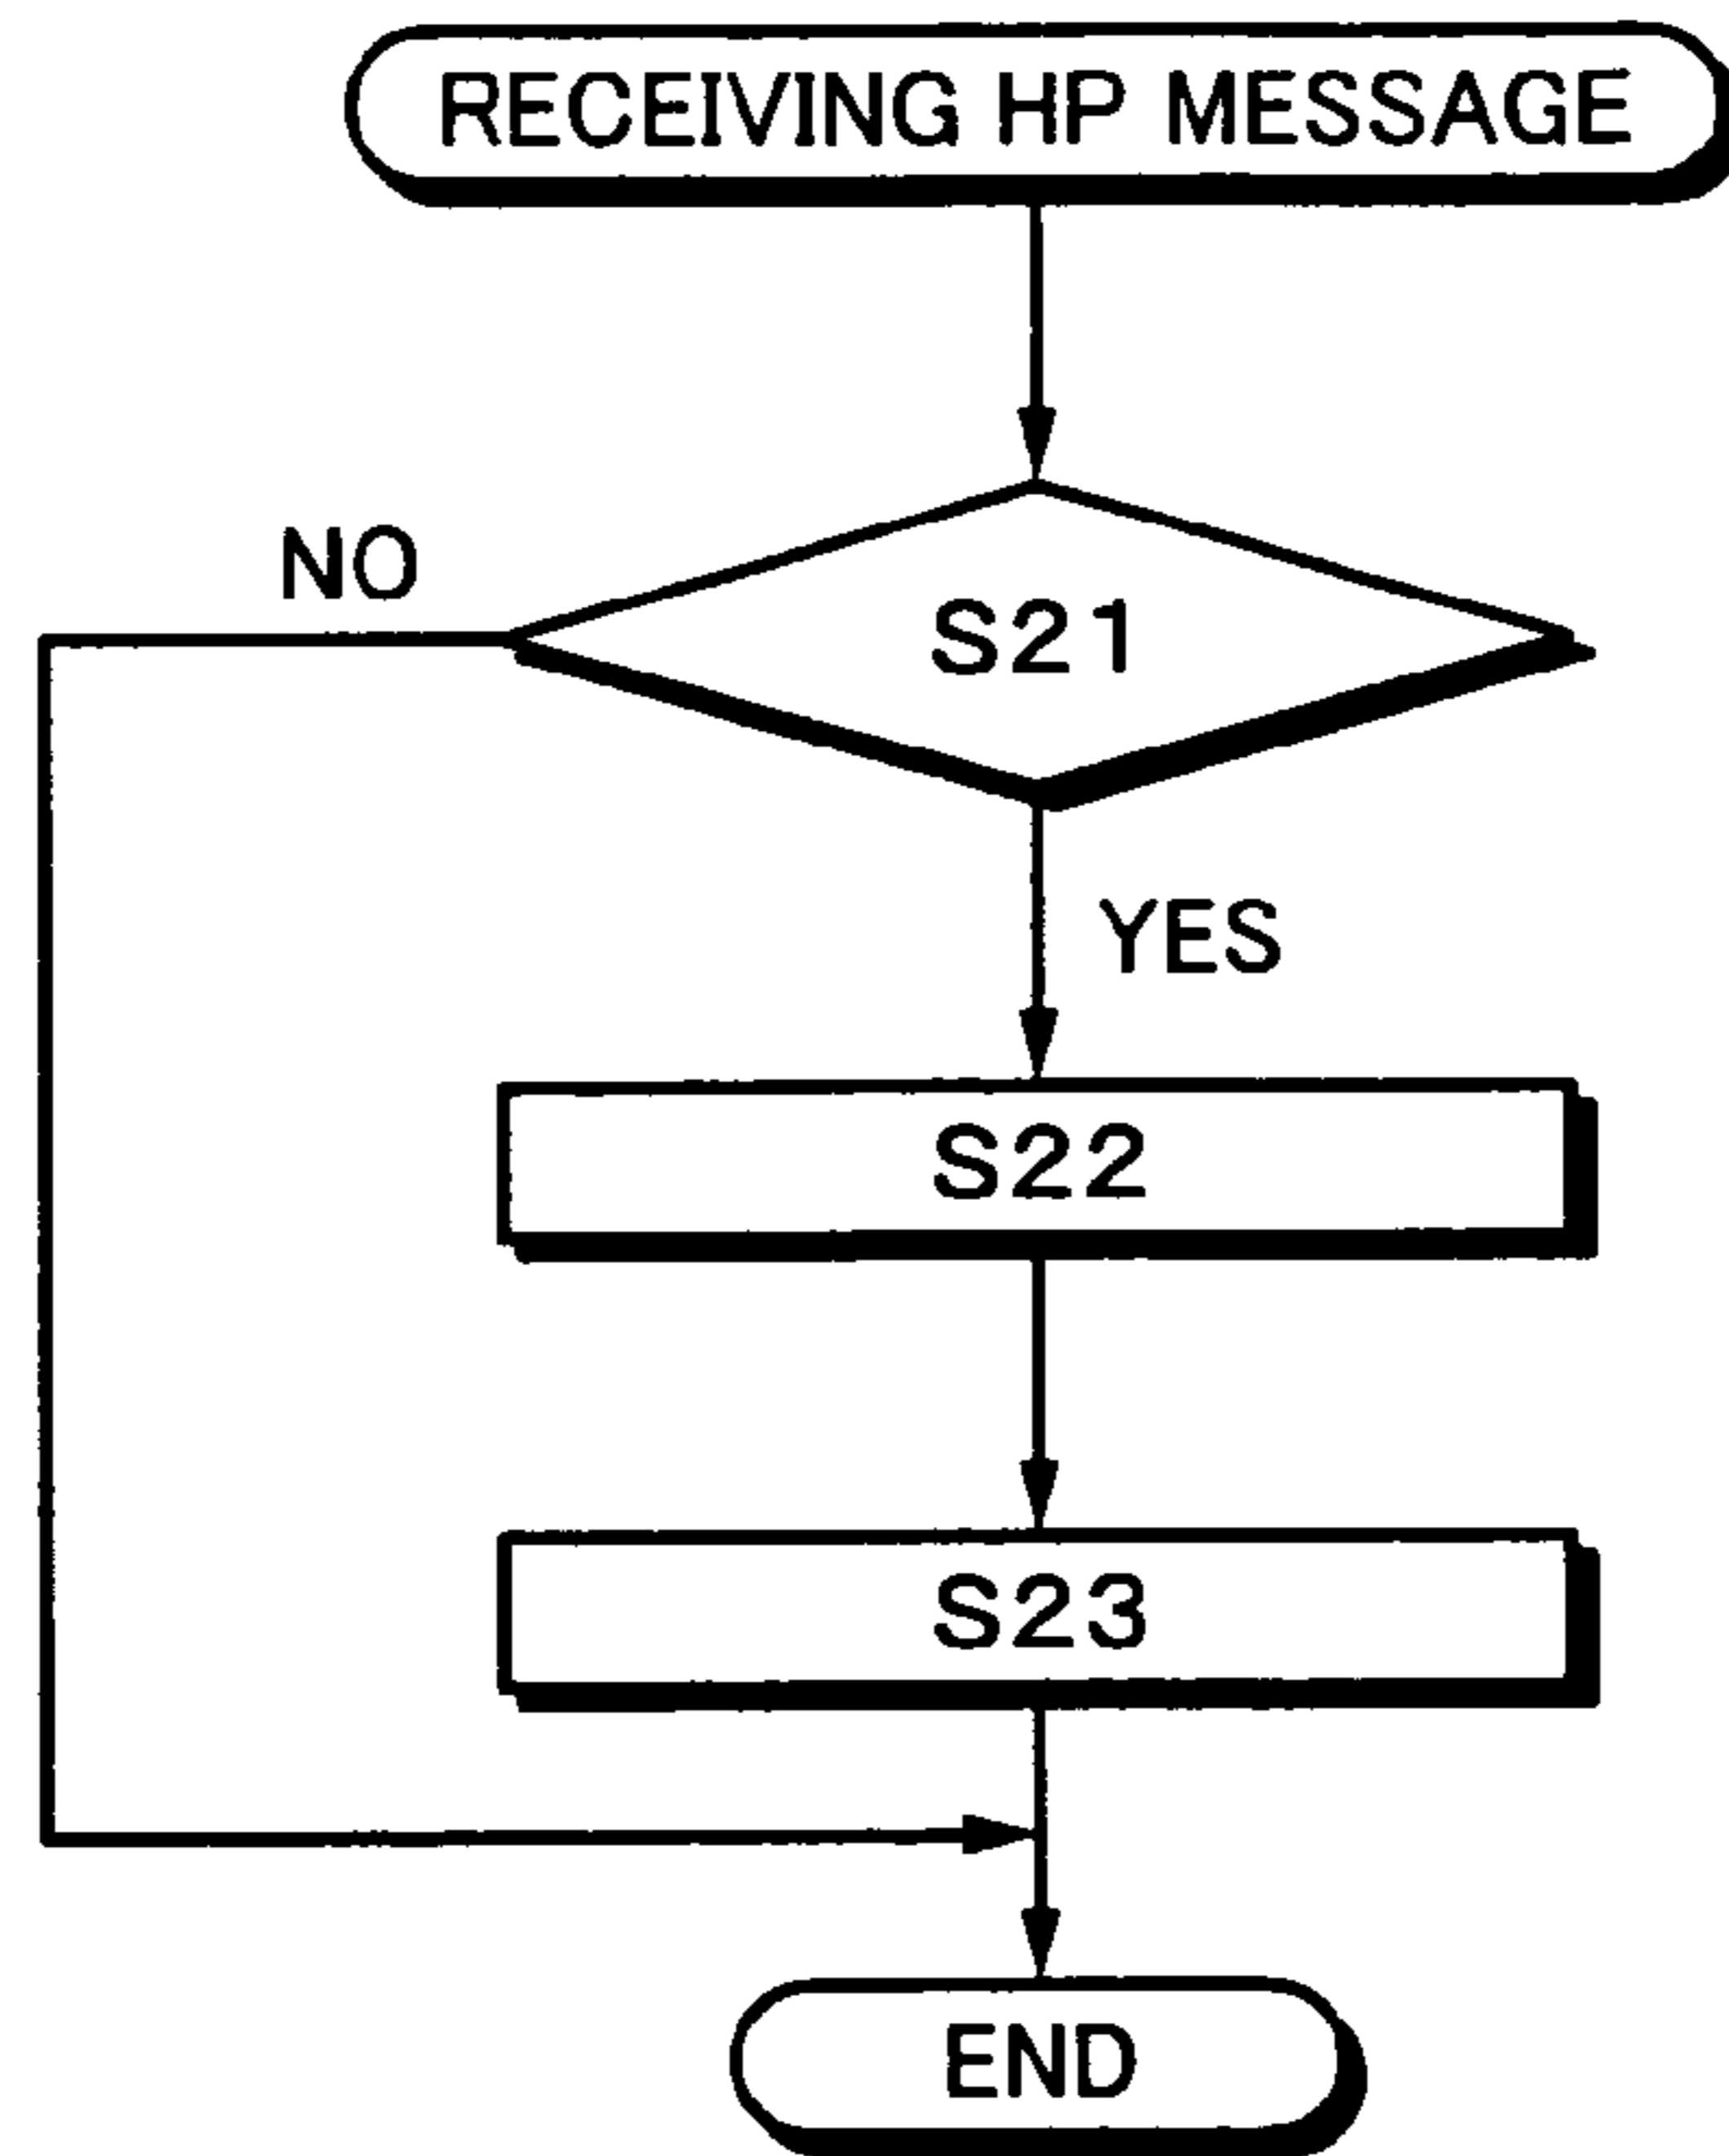 RECEIVING HP MESSAGE
NO
S21
YES
S22
S23
END